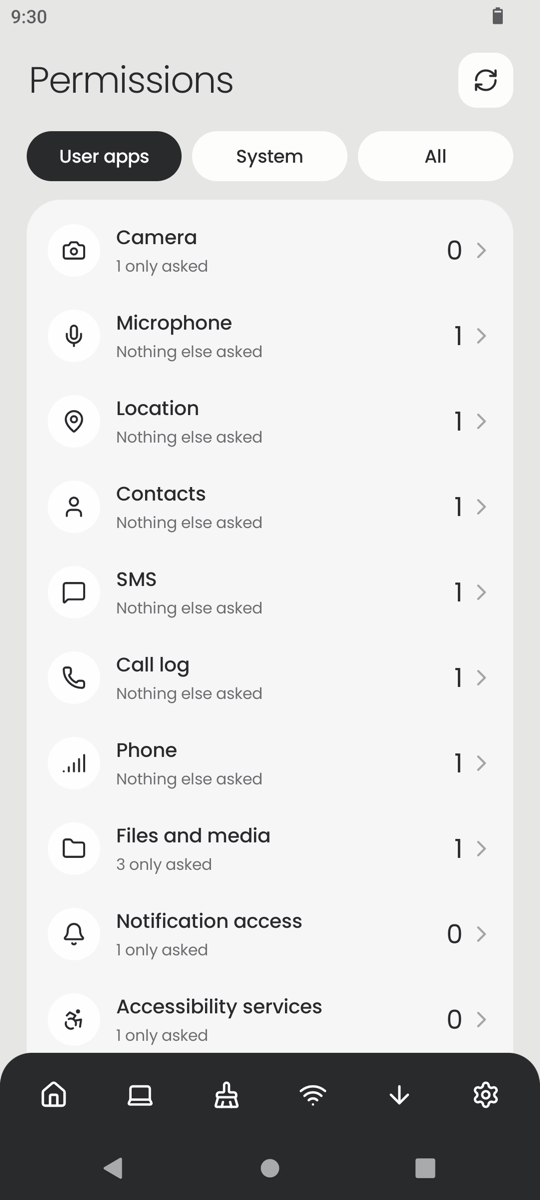 9:30
Permissions
User apps
System
All
Camera
1 only asked
0
Microphone
Nothing else asked
1
Location
Nothing else asked
1
Contacts
Nothing else asked
1
SMS
Nothing else asked
1
Call log
Nothing else asked
1
Phone
Nothing else asked
1
Files and media
3 only asked
1
Notification access
1 only asked
0
Accessibility services
1 only asked
0